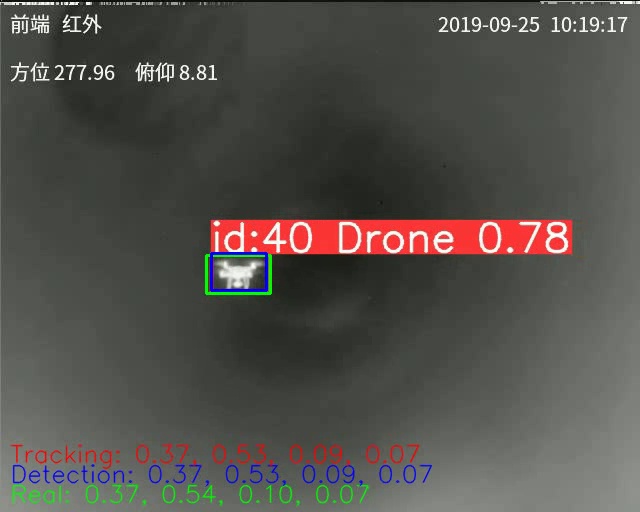 前端 红外 2019-09-25 10:19:17
方位 277.96 俯仰 8.81
id:40 Drone 0.78
Tracking: 0.37, 0.53, 0.09, 0.07
Detection: 0.37, 0.53, 0.09, 0.07
Real: 0.37, 0.54, 0.10, 0.07